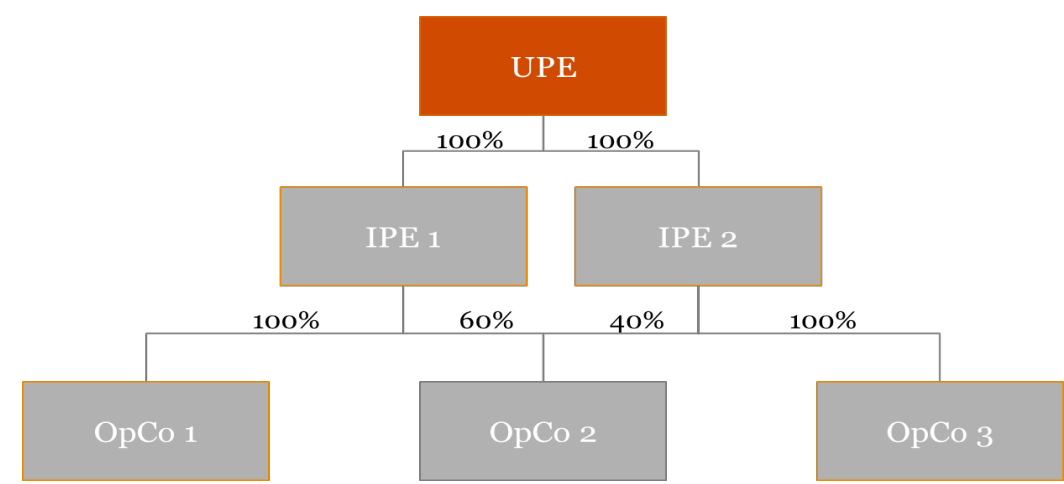 UPE
100% 100%
IPE 1 IPE 2
100% 60% 40% 100%
OpCo 1 OpCo 2 OpCo 3